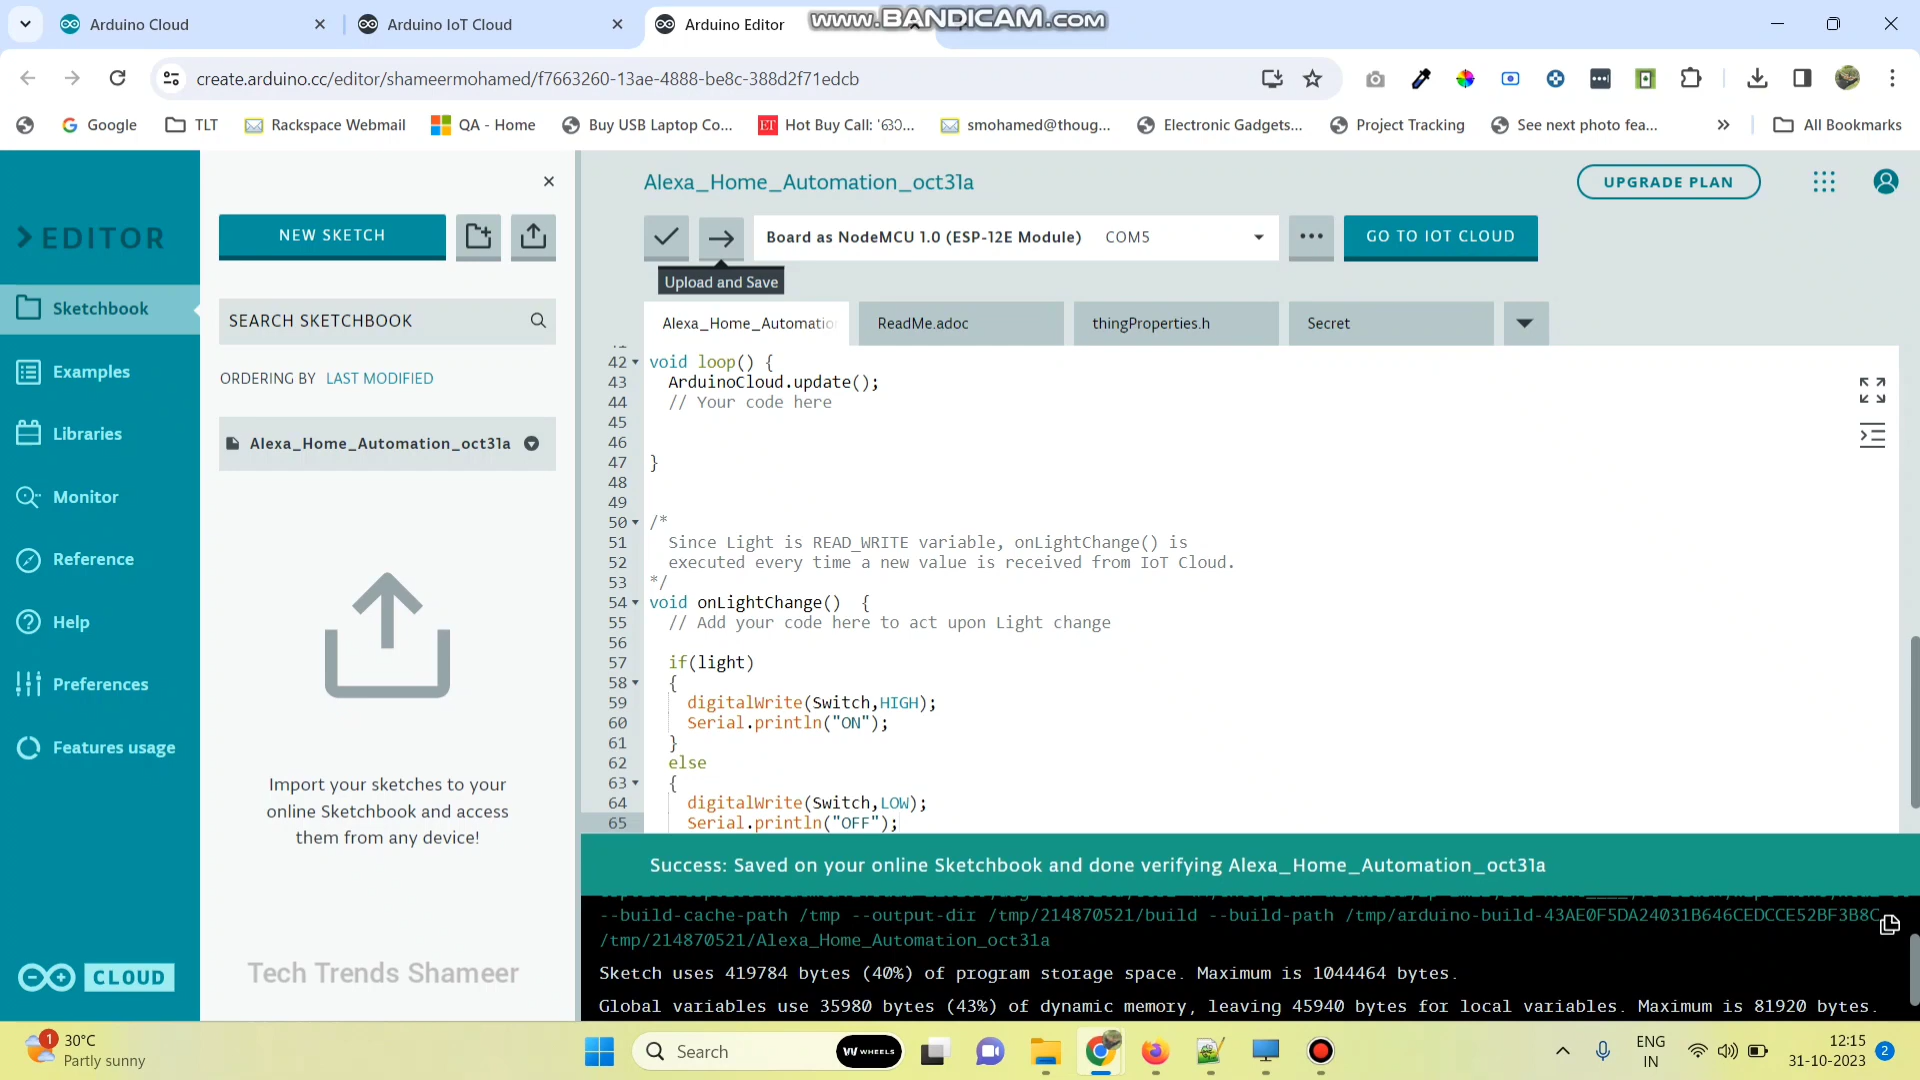 Arduino Cloud
Arduino IoT Cloud
Arduino Editor
www.BANDICAM.com
create.arduino.cc/editor/shameermohamed/f7663260-13ae-4888-be8c-388d2f71edcb
Google
TLT
Rackspace Webmail
QA - Home
Buy USB Laptop Co...
ET
Hot Buy Call: '630...
smohamed@thoug...
Electronic Gadgets...
Project Tracking
See next photo fea...
All Bookmarks
EDITOR
Sketchbook
Examples
Libraries
Monitor
Reference
Help
Preferences
Features usage
CLOUD
NEW SKETCH
SEARCH SKETCHBOOK
ORDERING BY LAST MODIFIED
Alexa_Home_Automation_oct31a
Import your sketches to your
online Sketchbook and access
them from any device!
Tech Trends Shameer
Alexa_Home_Automation_oct31a
UPGRADE PLAN
Board as NodeMCU 1.0 (ESP-12E Module) COM5
GO TO IOT CLOUD
Upload and Save
Alexa_Home_Automatio
ReadMe.adoc
thingProperties.h
Secret
42 void loop() {
43 ArduinoCloud.update();
44 // Your code here
45
46
47 }
48
49
50 /*
51 Since Light is READ_WRITE variable, onLightChange() is
52 executed every time a new value is received from IoT Cloud.
53 */
54 void onLightChange() {
55 // Add your code here to act upon Light change
56
57 if(light)
58 {
59 digitalWrite(Switch,HIGH);
60 Serial.println("ON");
61 }
62 else
63 {
64 digitalWrite(Switch,LOW);
65 Serial.println("OFF");
Success: Saved on your online Sketchbook and done verifying Alexa_Home_Automation_oct31a
--build-cache-path /tmp --output-dir /tmp/214870521/build --build-path /tmp/arduino-build-43AE0F5DA24031B646CEDCCE52BF3B8C
/tmp/214870521/Alexa_Home_Automation_oct31a
Sketch uses 419784 bytes (40%) of program storage space. Maximum is 1044464 bytes.
Global variables use 35980 bytes (43%) of dynamic memory, leaving 45940 bytes for local variables. Maximum is 81920 bytes.
1
30°C
Partly sunny
Search
WHEELS
ENG
IN
12:15
31-10-2023
2